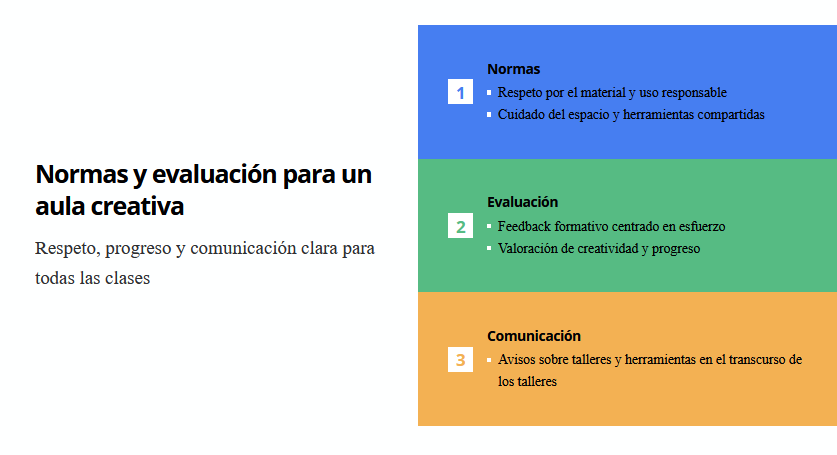 Normas y evaluación para un
aula creativa
Respeto, progreso y comunicación clara para
todas las clases
1
Normas
Respeto por el material y uso responsable
Cuidado del espacio y herramientas compartidas
2
Evaluación
Feedback formativo centrado en esfuerzo
Valoración de creatividad y progreso
3
Comunicación
Avisos sobre talleres y herramientas en el transcurso de
los talleres